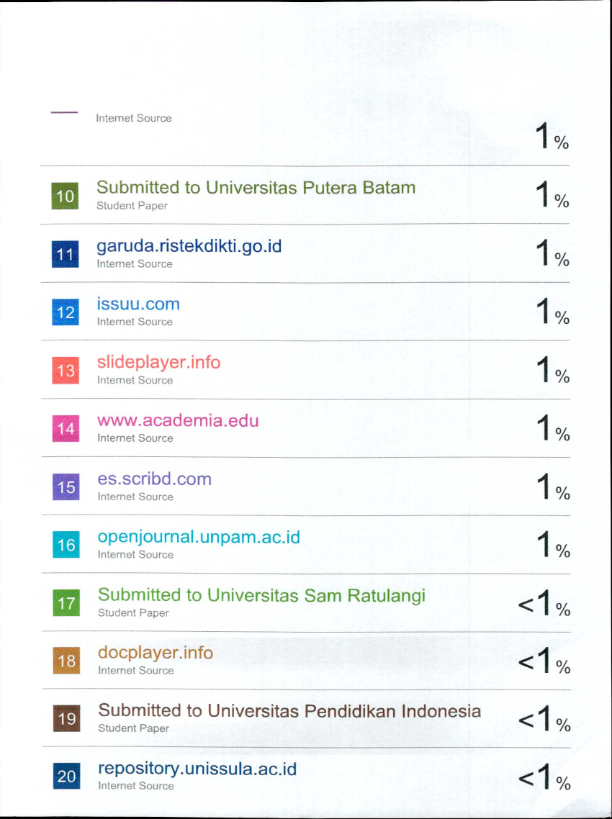 Internet Source
1%
10 Submitted to Universitas Putera Batam
Student Paper
1%
11 garuda.ristekdikti.go.id
Internet Source
1%
12 issuu.com
Internet Source
1%
13 slideplayer.info
Internet Source
1%
14 www.academia.edu
Internet Source
1%
15 es.scribd.com
Internet Source
1%
16 openjournal.unpam.ac.id
Internet Source
1%
17 Submitted to Universitas Sam Ratulangi
Student Paper
<1%
18 docplayer.info
Internet Source
<1%
19 Submitted to Universitas Pendidikan Indonesia
Student Paper
<1%
20 repository.unissula.ac.id
Internet Source
<1%